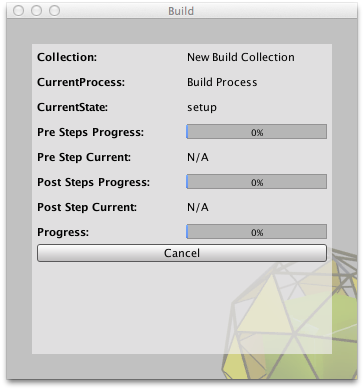 Build
Collection: New Build Collection
CurrentProcess: Build Process
CurrentState: setup
Pre Steps Progress: 0%
Pre Step Current: N/A
Post Steps Progress: 0%
Post Step Current: N/A
Progress: 0%
Cancel